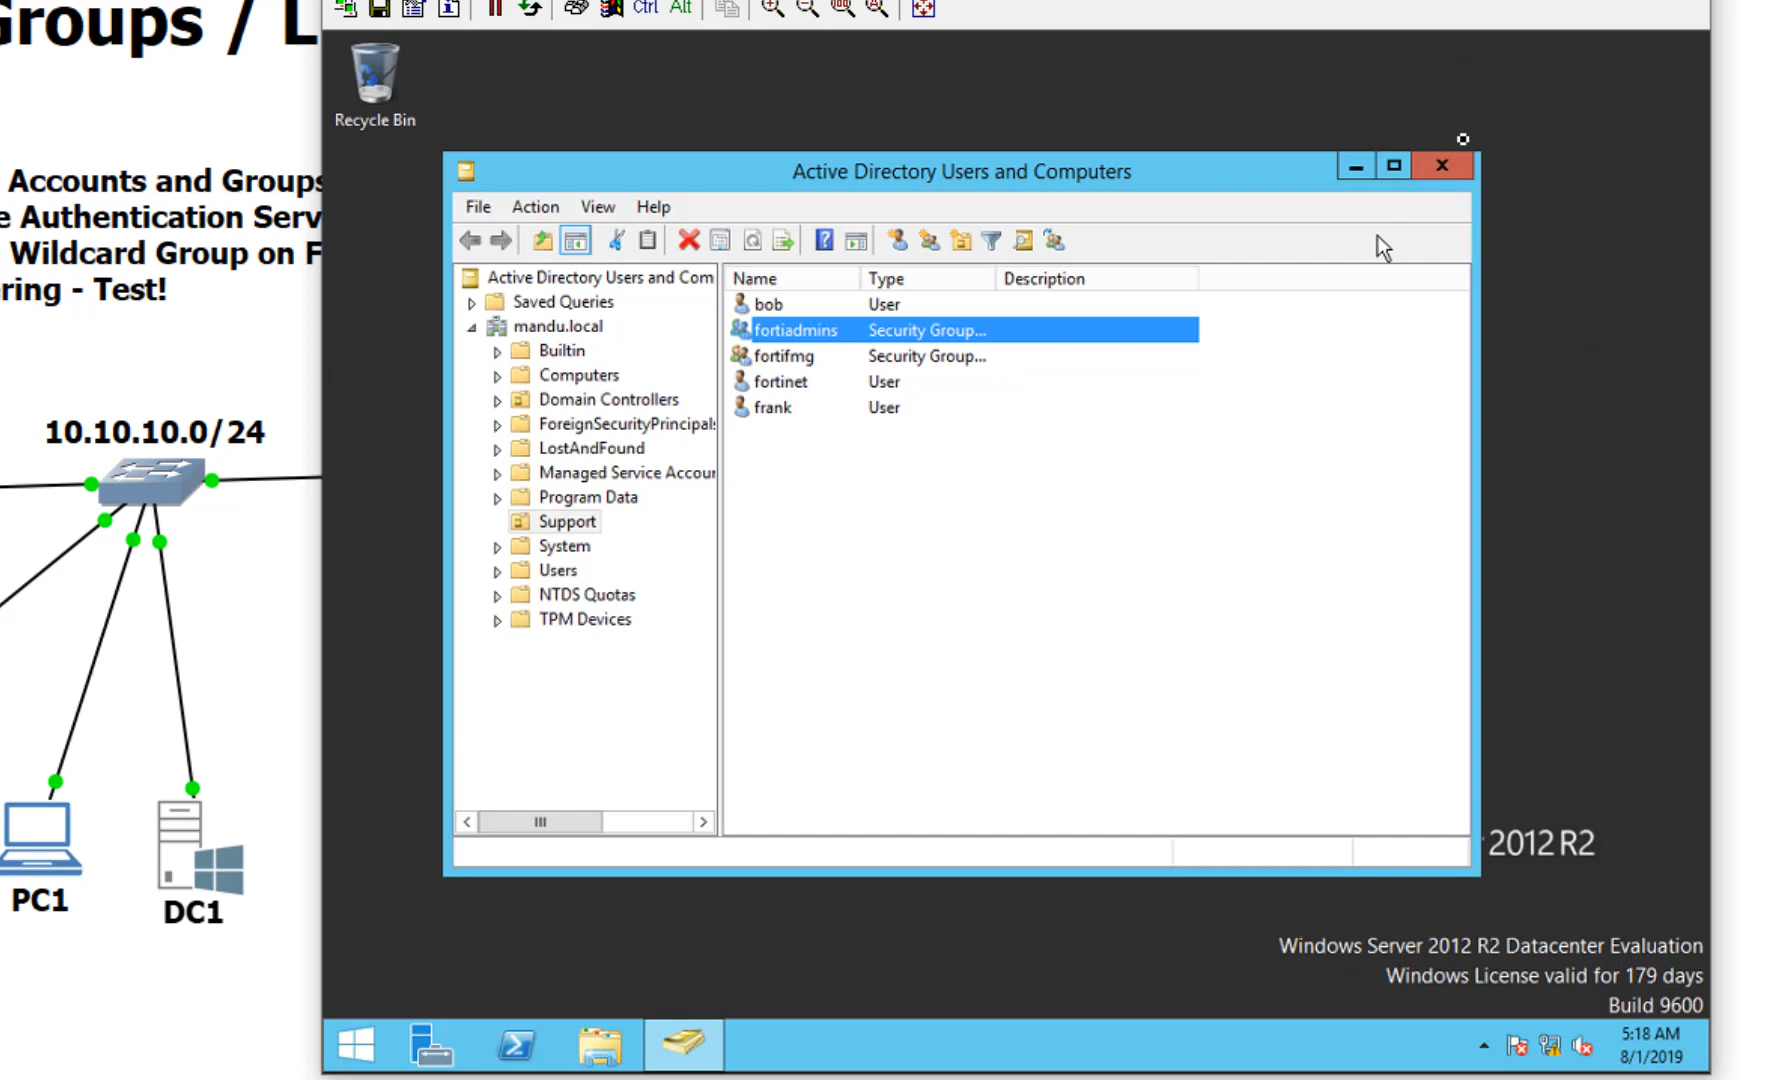 Groups / L
Accounts and Groups
e Authentication Serv
Wildcard Group on F
ring - Test!
10.10.10.0/24
PC1
DC1
Ctrl Alt
Recycle Bin
Active Directory Users and Computers
File Action View Help
Active Directory Users and Com
Saved Queries
mandu.local
Builtin
Computers
Domain Controllers
ForeignSecurityPrincipals
LostAndFound
Managed Service Accour
Program Data
Support
System
Users
NTDS Quotas
TPM Devices
Name Type Description
bob User
fortiadmins Security Group...
fortifmg Security Group...
fortinet User
frank User
2012 R2
Windows Server 2012 R2 Datacenter Evaluation
Windows License valid for 179 days
Build 9600
5:18 AM
8/1/2019